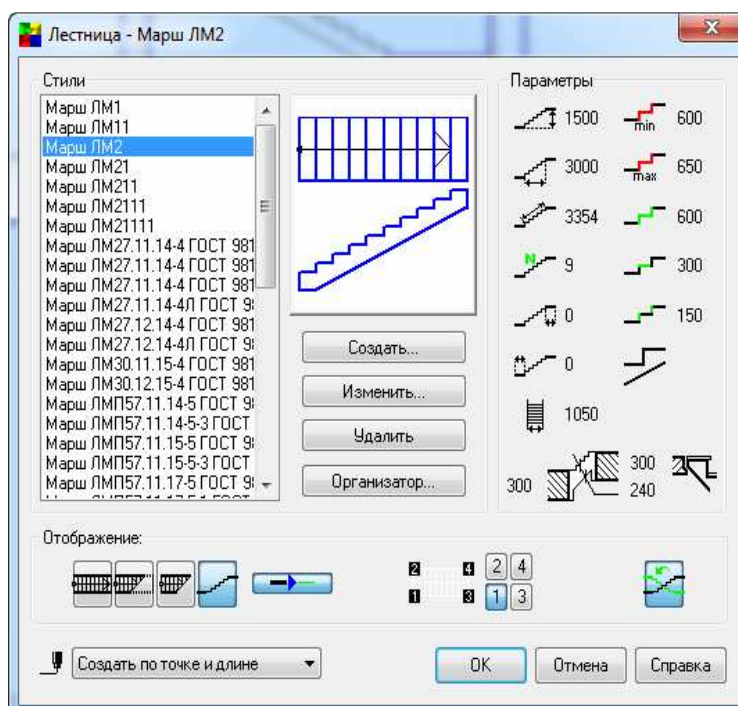 Лестница - Марш ЛМ2
Стили
Марш ЛМ1
Марш ЛМ11
Марш ЛМ2
Марш ЛМ21
Марш ЛМ211
Марш ЛМ2111
Марш ЛМ21111
Марш ЛМ27.11.14-4 ГОСТ 981
Марш ЛМ27.11.14-4 ГОСТ 981
Марш ЛМ27.11.14-4 ГОСТ 981
Марш ЛМ27.11.14-4Л ГОСТ 9
Марш ЛМ27.12.14-4 ГОСТ 981
Марш ЛМ27.12.14-4Л ГОСТ 9
Марш ЛМ30.11.15-4 ГОСТ 981
Марш ЛМ30.12.15-4 ГОСТ 981
Марш ЛМП57.11.14-5 ГОСТ 9
Марш ЛМП57.11.14-5-3 ГОСТ
Марш ЛМП57.11.15-5 ГОСТ 9
Марш ЛМП57.11.15-5-3 ГОСТ
Марш ЛМП57.11.17-5 ГОСТ 9
Создать...
Изменить...
Удалить
Организатор...
Параметры
1500 min 600
3000 max 650
3354 600
N 9 300
0 150
0
1050
300 300
240
Отображение:
2 4 2 4
1 3 1 3
Создать по точке и длине
OK Отмена Справка